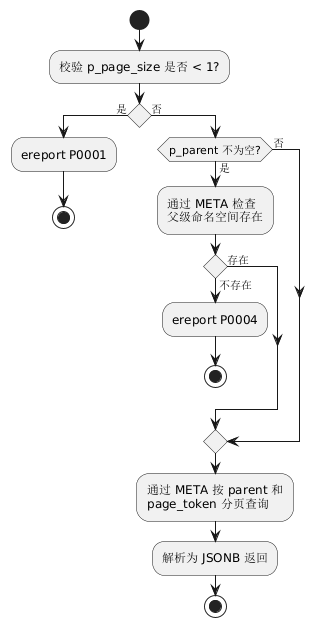 校验 p_page_size 是否 < 1?
是
否
ereport P0001
p_parent 不为空?
否
是
通过 META 检查
父级命名空间存在
存在
不存在
ereport P0004
通过 META 按 parent 和
page_token 分页查询
解析为 JSONB 返回